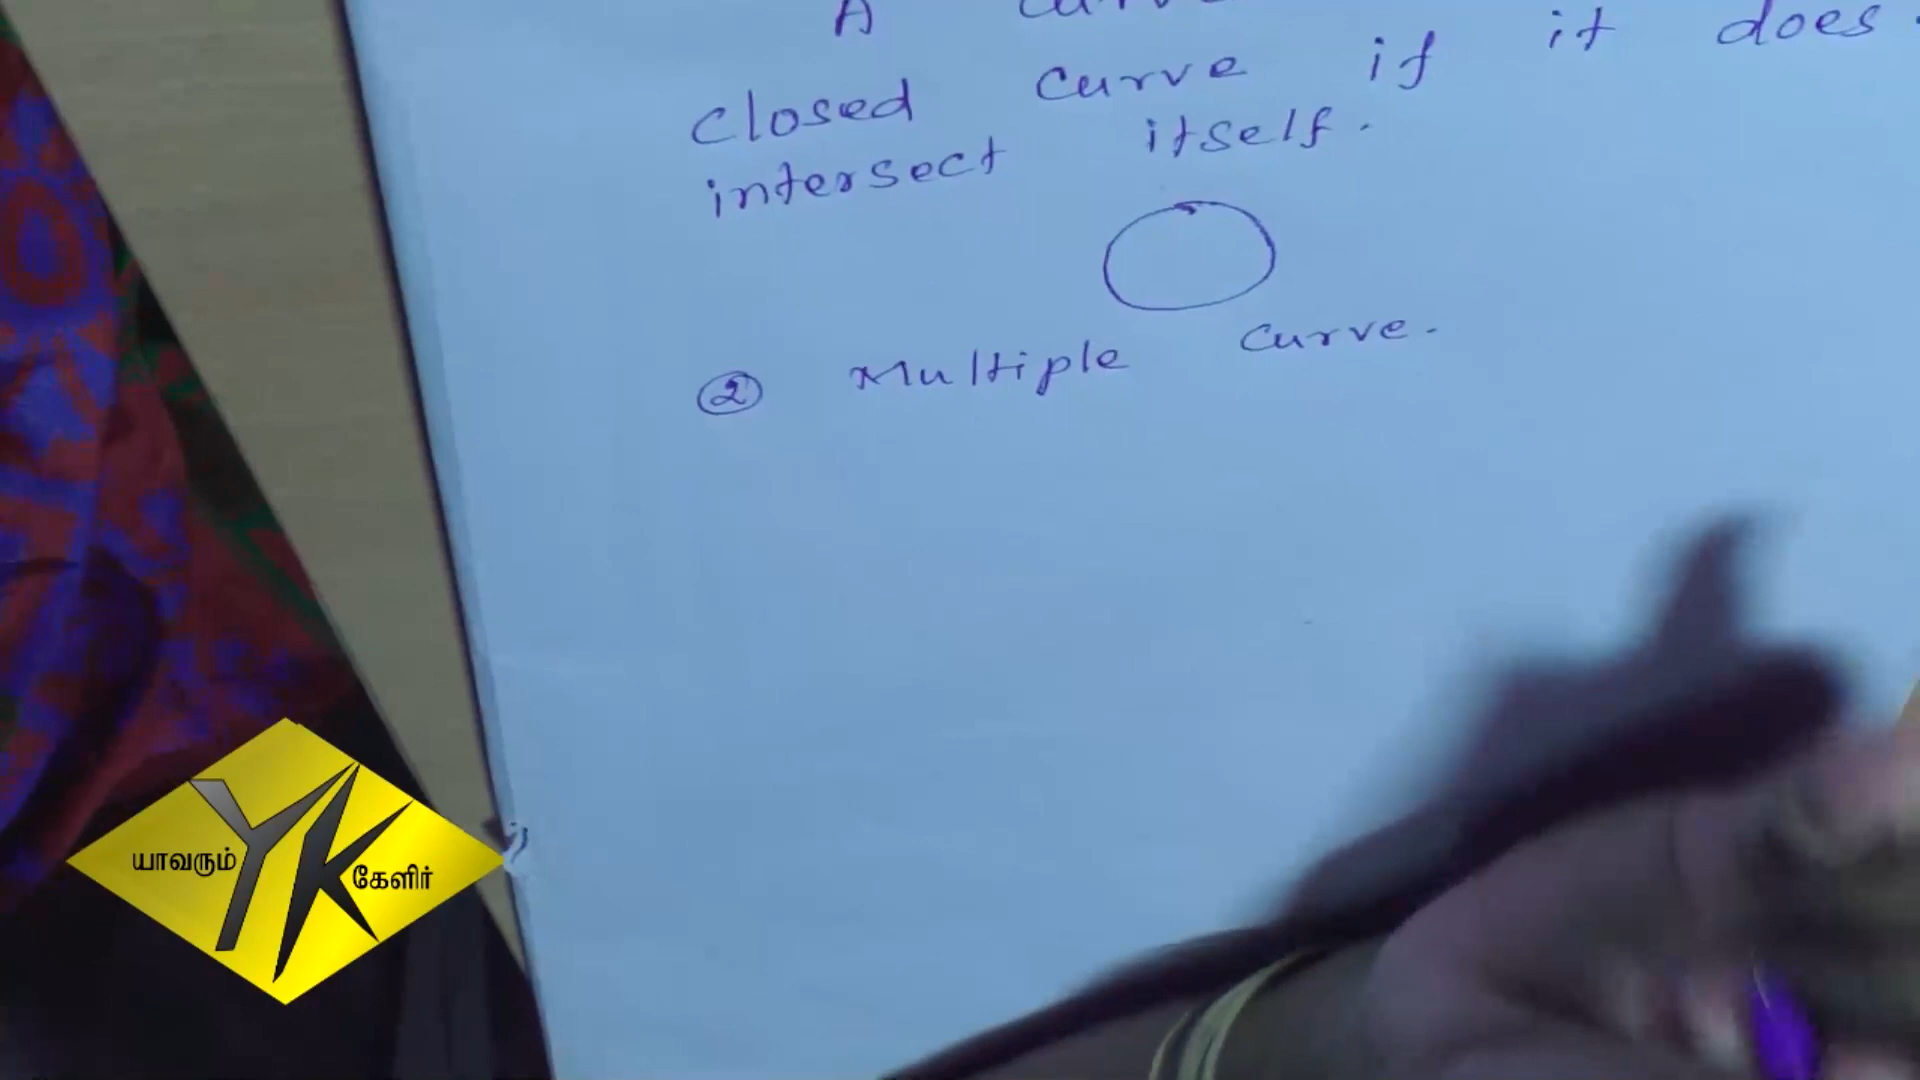 A
closed curve if it does
intersect itself.
② Multiple curve.
யாவரும் YK கேளிர்